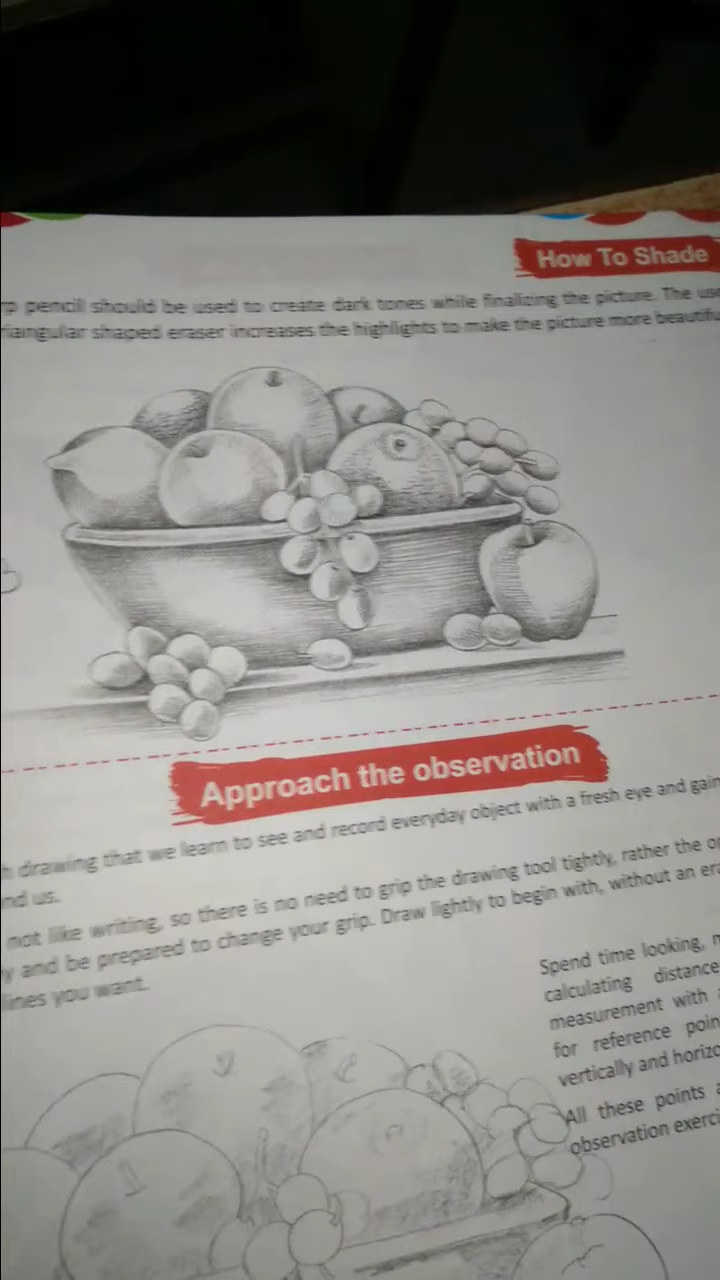 How To Shade
pencil should be used to create dark tones while finalizing the picture. The use
riangular shaped eraser increases the highlights to make the picture more beautifu
Approach the observation
h drawing that we learn to see and record everyday object with a fresh eye and gain
nd us.
not like writing, so there is no need to grip the drawing tool tightly, rather the
y and be prepared to change your grip. Draw lightly to begin with, without an era
lines you want.
Spend time looking, m
calculating distance
measurement with
for reference poin
vertically and horizo
All these points a
observation exerci